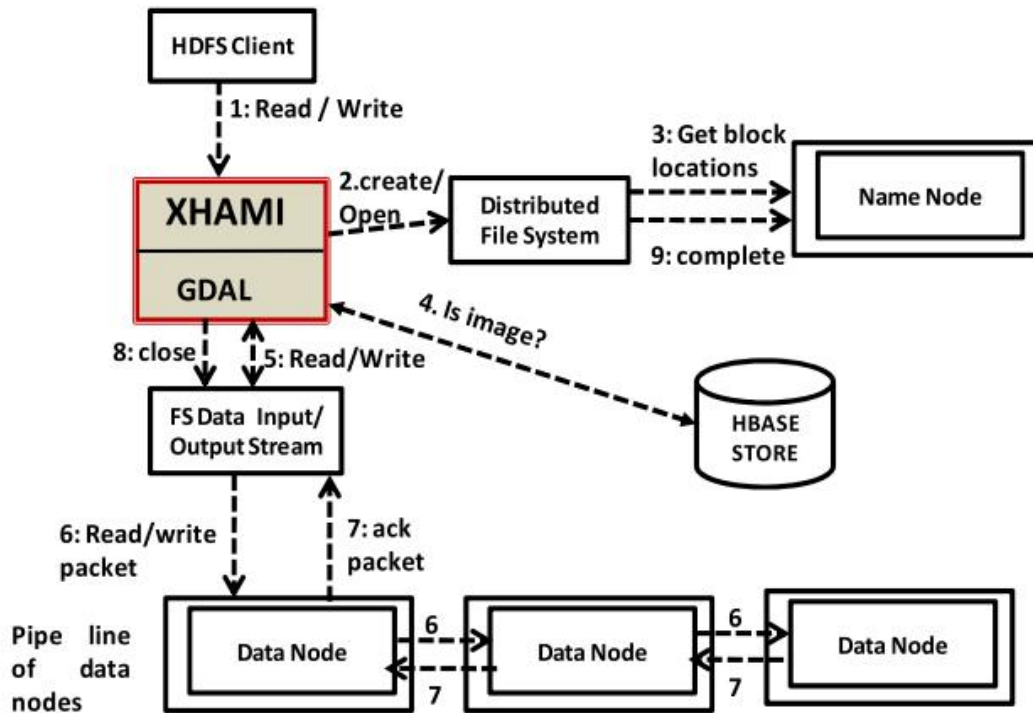 HDFS Client
1: Read / Write
XHAMI
GDAL
2.create/
Open
Distributed
File System
3: Get block
locations
9: complete
Name Node
4. Is image?
HBASE
STORE
8: close
5: Read/Write
FS Data Input/
Output Stream
6: Read/write
packet
7: ack
packet
Pipe line
of data
nodes
Data Node
6
7
Data Node
6
7
Data Node